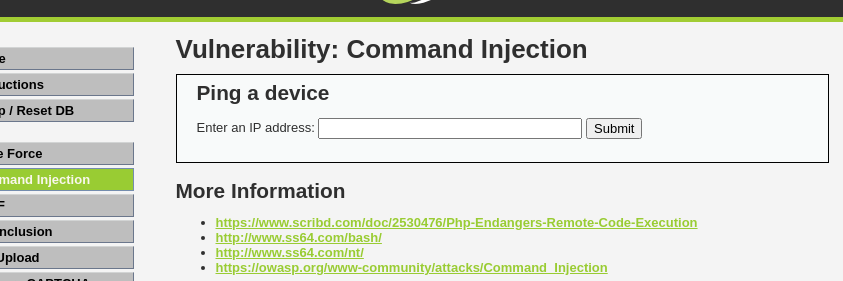 Vulnerability: Command Injection
e
uctions
p / Reset DB
e Force
mand Injection
F
nclusion
Upload
CAPTCHA
Ping a device
Enter an IP address:
Submit
More Information
https://www.scribd.com/doc/2530476/Php-Endangers-Remote-Code-Execution
http://www.ss64.com/bash/
http://www.ss64.com/nt/
https://owasp.org/www-community/attacks/Command_Injection